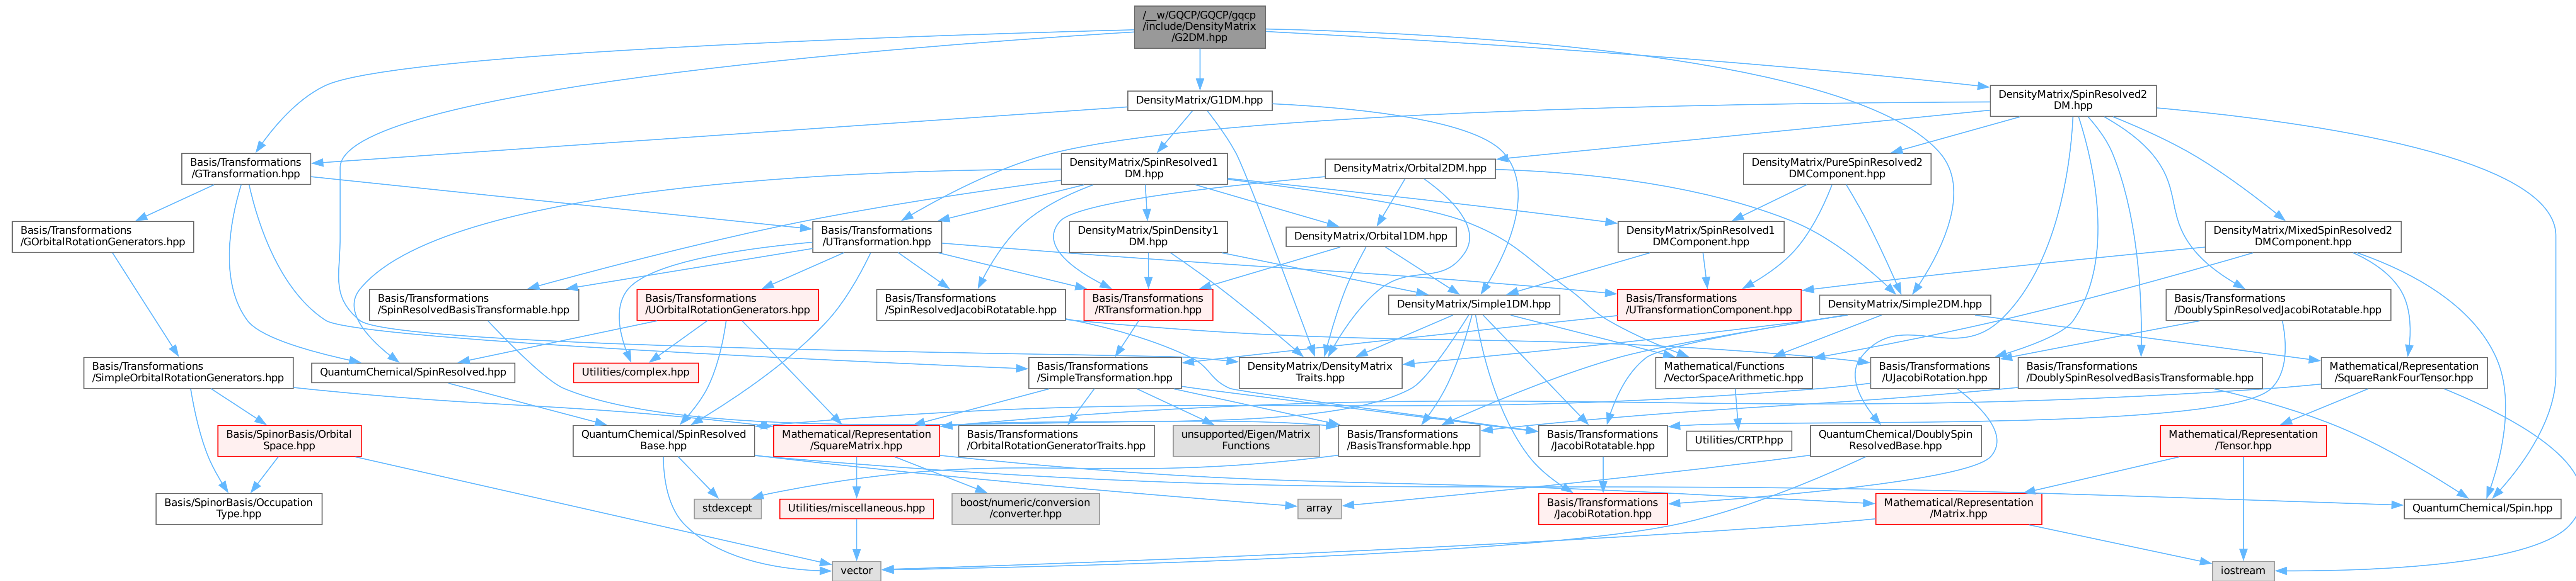 /__w/GQCP/GQCP/gqcp
/include/DensityMatrix
/G2DM.hpp
DensityMatrix/G1DM.hpp
DensityMatrix/SpinResolved2
DM.hpp
Basis/Transformations
/GTransformation.hpp
DensityMatrix/SpinResolved1
DM.hpp
DensityMatrix/Orbital2DM.hpp
DensityMatrix/PureSpinResolved2
DMComponent.hpp
Basis/Transformations
/GOrbitalRotationGenerators.hpp
Basis/Transformations
/UTransformation.hpp
DensityMatrix/SpinDensity1
DM.hpp
DensityMatrix/Orbital1DM.hpp
DensityMatrix/SpinResolved1
DMComponent.hpp
DensityMatrix/MixedSpinResolved2
DMComponent.hpp
Basis/Transformations
/SpinResolvedBasisTransformable.hpp
Basis/Transformations
/UOrbitalRotationGenerators.hpp
Basis/Transformations
/SpinResolvedJacobiRotatable.hpp
Basis/Transformations
/RTransformation.hpp
DensityMatrix/Simple1DM.hpp
Basis/Transformations
/UTransformationComponent.hpp
DensityMatrix/Simple2DM.hpp
Basis/Transformations
/DoublySpinResolvedJacobiRotatable.hpp
Basis/Transformations
/SimpleOrbitalRotationGenerators.hpp
QuantumChemical/SpinResolved.hpp
Utilities/complex.hpp
Basis/Transformations
/SimpleTransformation.hpp
DensityMatrix/DensityMatrix
Traits.hpp
Mathematical/Functions
/VectorSpaceArithmetic.hpp
Basis/Transformations
/UJacobiRotation.hpp
Basis/Transformations
/DoublySpinResolvedBasisTransformable.hpp
Mathematical/Representation
/SquareRankFourTensor.hpp
Basis/SpinorBasis/Orbital
Space.hpp
QuantumChemical/SpinResolved
Base.hpp
Mathematical/Representation
/SquareMatrix.hpp
Basis/Transformations
/OrbitalRotationGeneratorTraits.hpp
unsupported/Eigen/Matrix
Functions
Basis/Transformations
/BasisTransformable.hpp
Basis/Transformations
/JacobiRotatable.hpp
Utilities/CRTP.hpp
QuantumChemical/DoublySpin
ResolvedBase.hpp
Mathematical/Representation
/Tensor.hpp
Basis/SpinorBasis/Occupation
Type.hpp
stdexcept
Utilities/miscellaneous.hpp
boost/numeric/conversion
/converter.hpp
array
Basis/Transformations
/JacobiRotation.hpp
Mathematical/Representation
/Matrix.hpp
QuantumChemical/Spin.hpp
vector
iostream